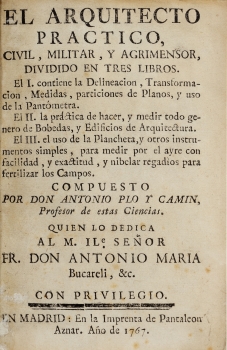 EL ARQUITECTO
PRACTICO,
CIVIL, MILITAR, Y AGRIMENSOR,
DIVIDIDO EN TRES LIBROS.
El I. contiene la Delineacion, Transforma-
cion, Medidas, particiones de Planos, y uso
de la Pantómetra.
El II. la práctica de hacer, y medir todo ge-
nero de Bobedas, y Edificios de Arquitectura.
El III. el uso de la Plancheta, y otros instru-
mentos simples, para medir por el ayre con
facilidad, y exactitud, y nibelar regadíos para
fertilizar los Campos.
COMPUESTO
POR DON ANTONIO PLO Y CAMIN,
Profesor de estas Ciencias.
QUIEN LO DEDICA
AL M. Ile. SEÑOR
FR. DON ANTONIO MARIA
Bucareli, &c.
CON PRIVILEGIO.
EN MADRID: En la Imprenta de Pantaleon
Aznar. Año de 1767.